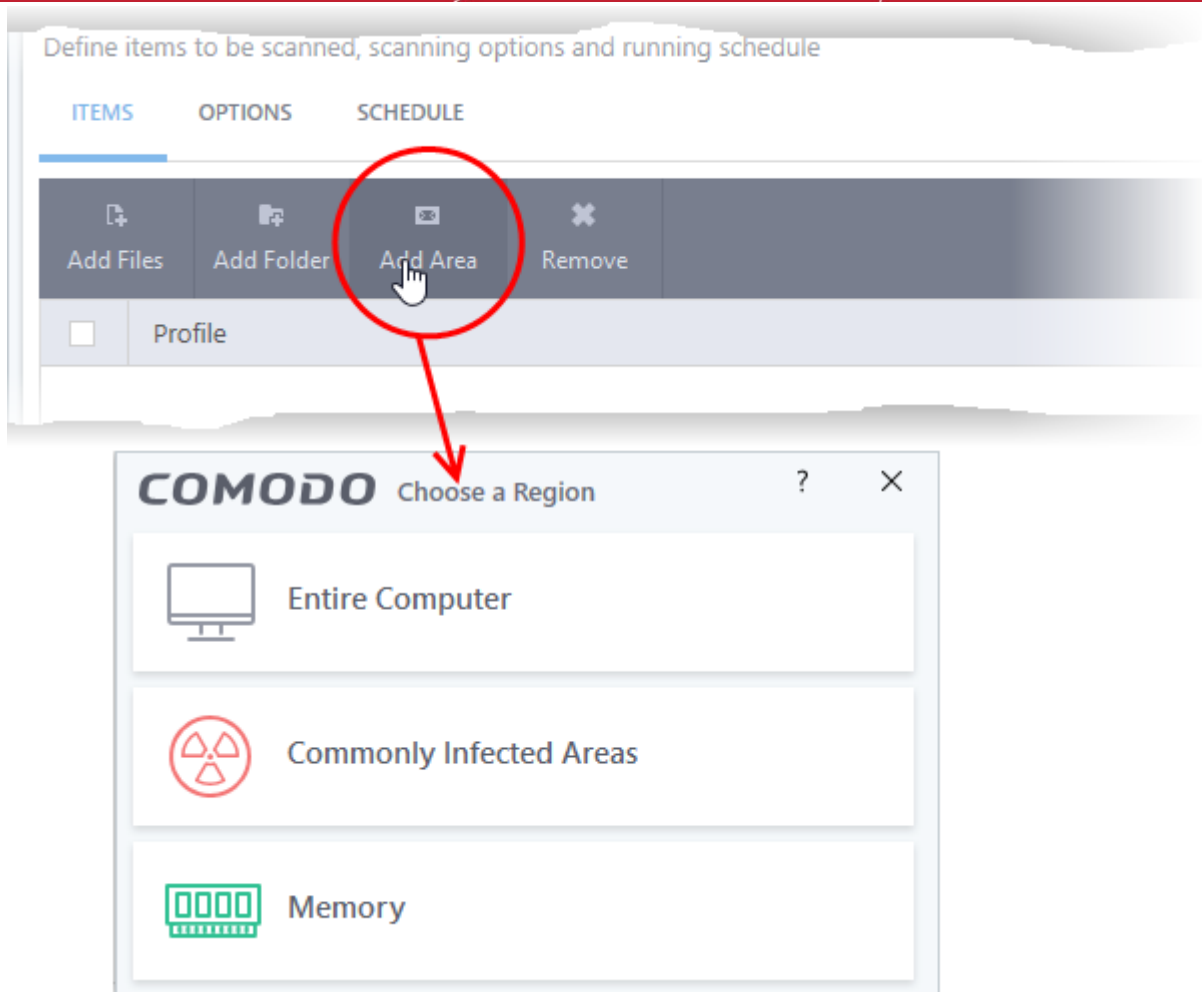 Define items to be scanned, scanning options and running schedule
ITEMS OPTIONS SCHEDULE
Add Files Add Folder Add Area Remove
Profile
COMODO Choose a Region ?
Entire Computer
Commonly Infected Areas
Memory